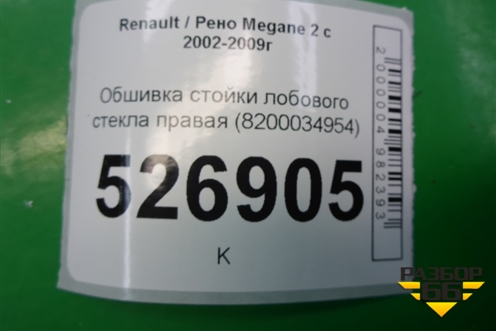 Renault / Рено Megane 2 с
2002-2009г
Обшивка стойки лобового
стекла правая (8200034954)
526905
К
2000004982393
РАЗБОР
66